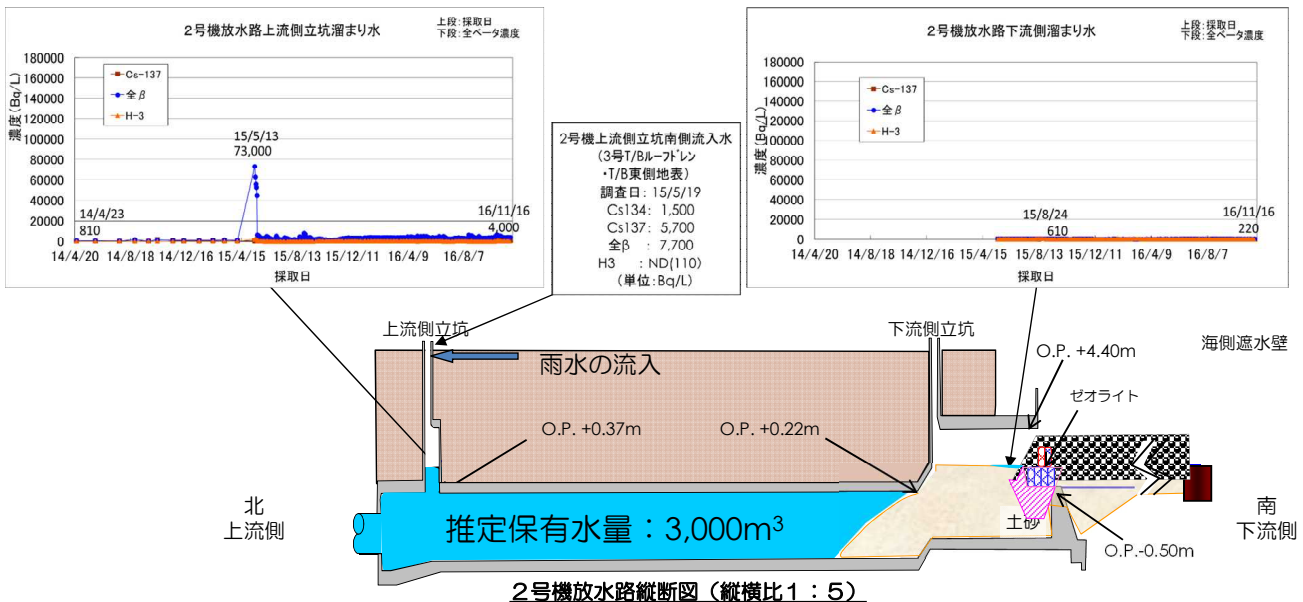 2号機放水路上流側立坑溜まり水
上段:採取日
下段:全ベータ濃度
濃度(Bq/L)
180000
160000
140000
120000
100000
80000
60000
40000
20000
0
Cs-137
全β
H-3
15/5/13
73,000
14/4/23
810
16/11/16
4,000
14/4/20 14/8/18 14/12/16 15/4/15 15/8/13 15/12/11 16/4/9 16/8/7
採取日
2号機上流側立坑南側流入水
(3号T/Bルーフドレン
・T/B東側地表)
調査日:15/5/19
Cs134: 1,500
Cs137: 5,700
全β : 7,700
H3 : ND(110)
(単位:Bq/L)
2号機放水路下流側溜まり水
上段:採取日
下段:全ベータ濃度
濃度(Bq/L)
180000
160000
140000
120000
100000
80000
60000
40000
20000
0
Cs-137
全β
H-3
15/8/24
610
16/11/16
220
14/4/20 14/8/18 14/12/16 15/4/15 15/8/13 15/12/11 16/4/9 16/8/7
採取日
上流側立坑
下流側立坑
雨水の流入
O.P. +4.40m
海側遮水壁
ゼオライト
O.P. +0.37m
O.P. +0.22m
北
上流側
推定保有水量:3,000m³
土砂
南
下流側
O.P.-0.50m
2号機放水路縦断図(縦横比1:5)